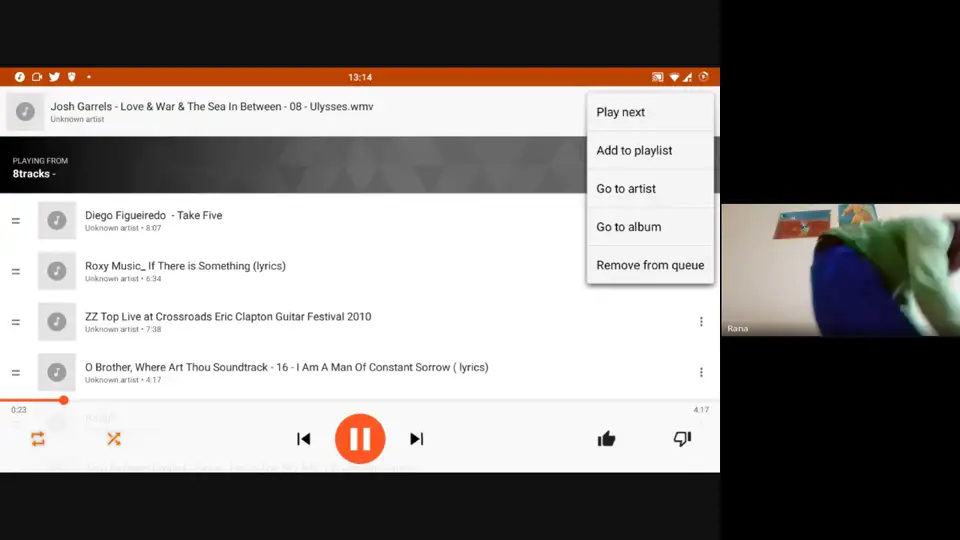 13:14
Josh Garrels - Love & War & The Sea In Between - 08 - Ulysses.wmv
Unknown artist
PLAYING FROM
8tracks -
Diego Figueiredo  - Take Five
Unknown artist • 8:07
Roxy Music_ If There is Something (lyrics)
Unknown artist • 6:34
ZZ Top Live at Crossroads Eric Clapton Guitar Festival 2010
Unknown artist • 7:38
O Brother, Where Art Thou Soundtrack - 16 - I Am A Man Of Constant Sorrow ( lyrics)
Unknown artist • 4:17
0:23
4:17
Play next
Add to playlist
Go to artist
Go to album
Remove from queue
Rana